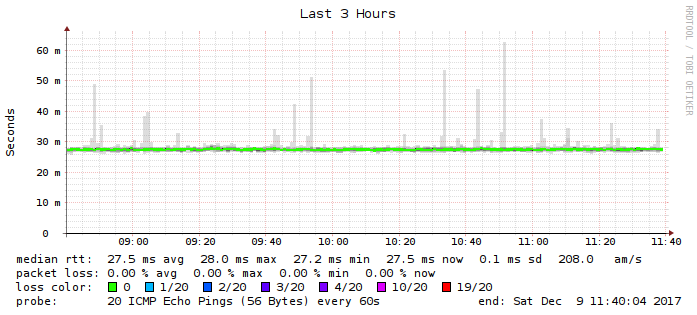 Last 3 Hours
RRDTOOL / TOBI OETIKER
Seconds
60 m
50 m
40 m
30 m
20 m
10 m
0
09:00 09:20 09:40 10:00 10:20 10:40 11:00 11:20 11:40
median rtt: 27.5 ms avg 28.0 ms max 27.2 ms min 27.5 ms now 0.1 ms sd 208.0 am/s
packet loss: 0.00 % avg 0.00 % max 0.00 % min 0.00 % now
loss color: 0 1/20 2/20 3/20 4/20 10/20 19/20
probe: 20 ICMP Echo Pings (56 Bytes) every 60s end: Sat Dec 9 11:40:04 2017